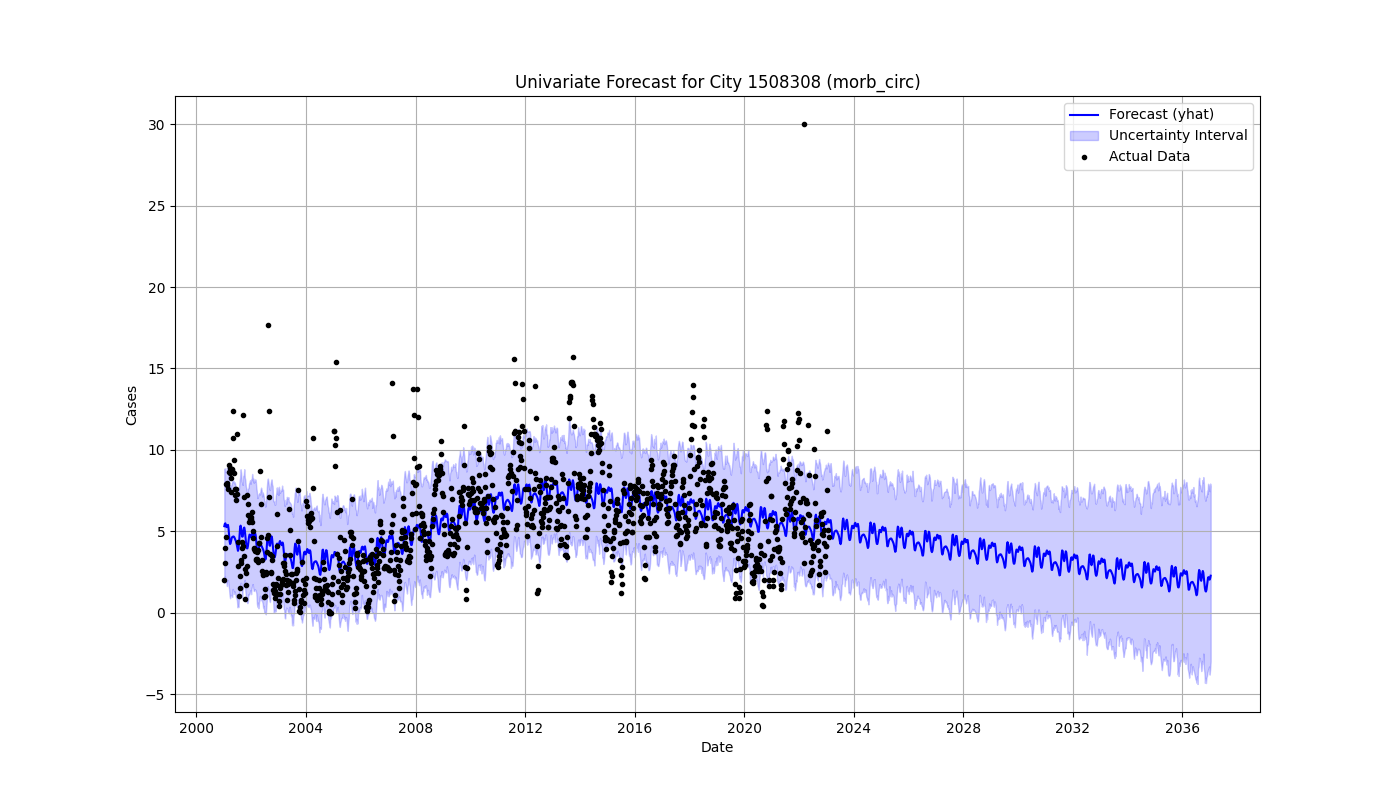 Univariate Forecast for City 1508308 (morb_circ)
Forecast (yhat)
Uncertainty Interval
Actual Data
Cases
30
25
20
15
10
5
0
−5
2000 2004 2008 2012 2016 2020 2024 2028 2032 2036
Date